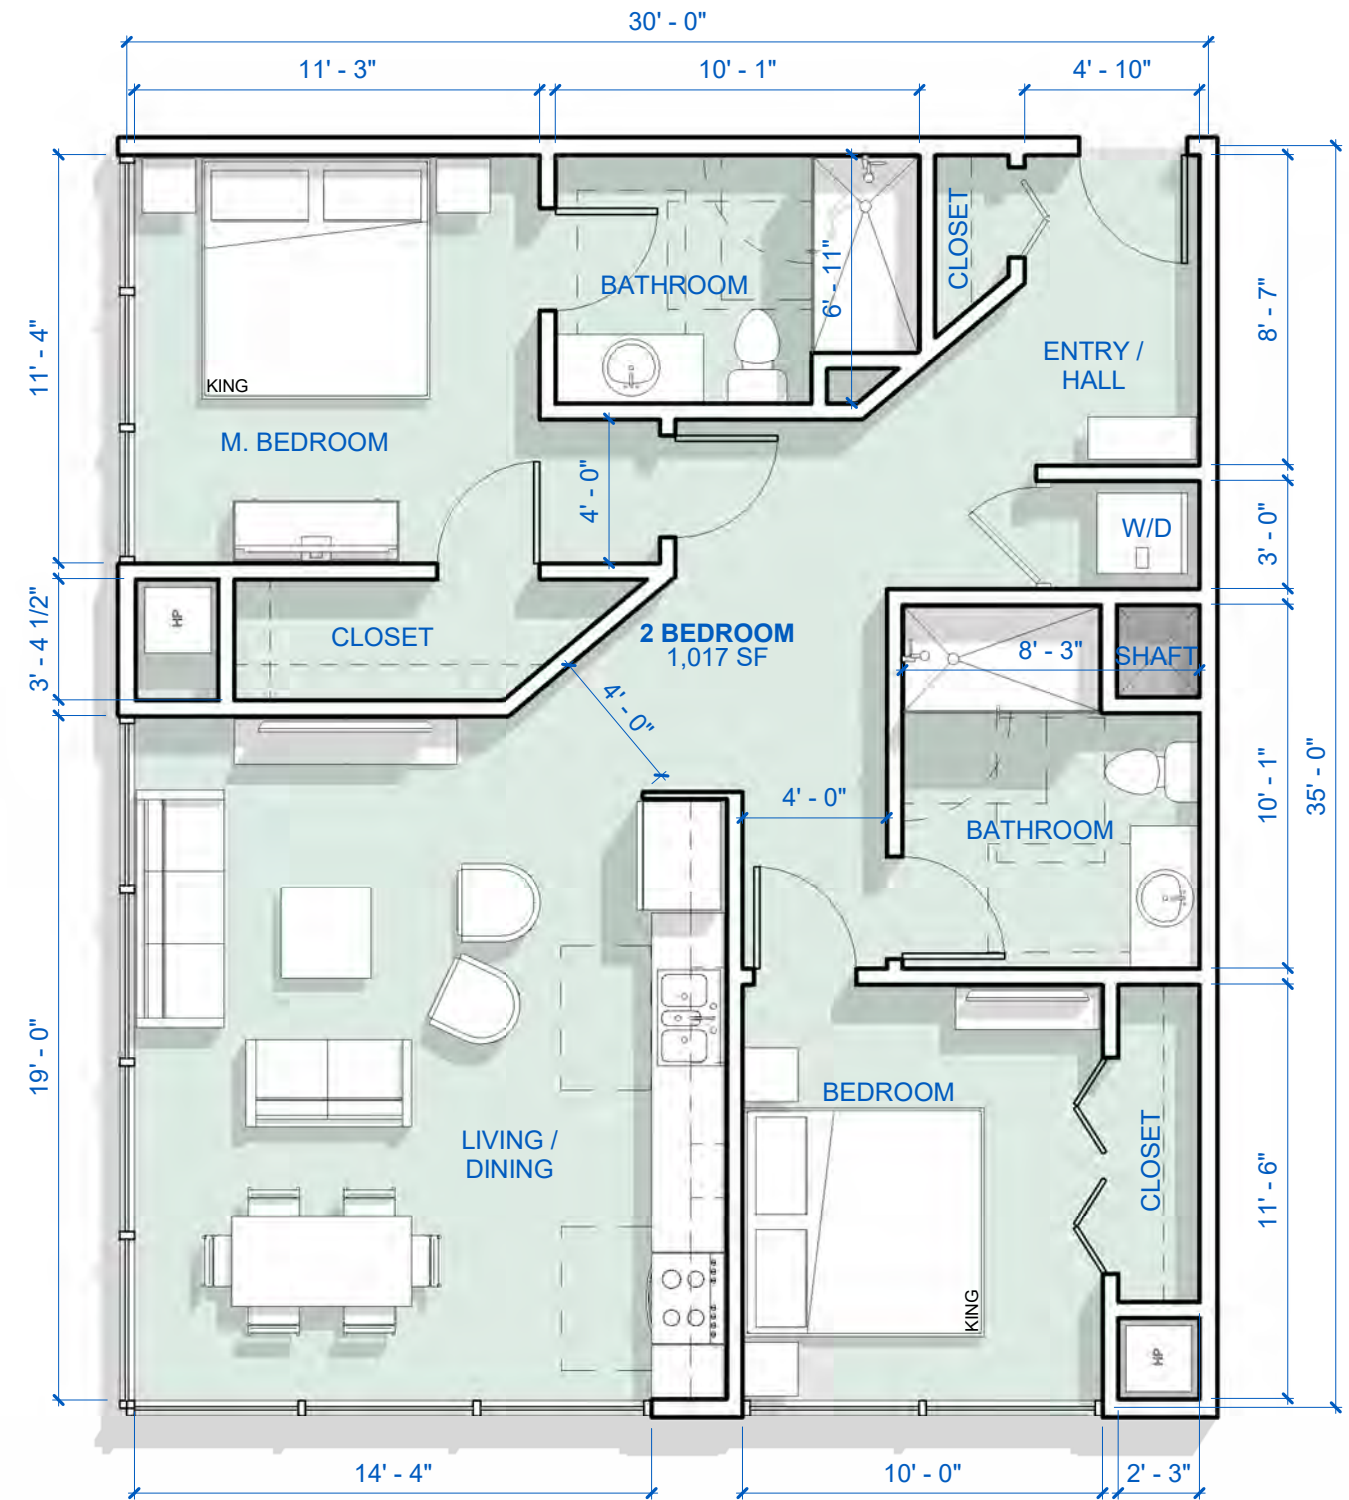 30' - 0"
11' - 3"
10' - 1"
4' - 10"
CLOSET
BATHROOM
6' - 11"
8' - 7"
11' - 4"
ENTRY /
HALL
KING
M. BEDROOM
4' - 0"
W/D
3' - 0"
HP
3' - 4 1/2"
CLOSET
2 BEDROOM
1,017 SF
8' - 3"
SHAFT
4' - 0"
4' - 0"
10' - 1"
35' - 0"
BATHROOM
19' - 0"
BEDROOM
LIVING /
DINING
CLOSET
11' - 6"
KING
HP
14' - 4"
10' - 0"
2' - 3"